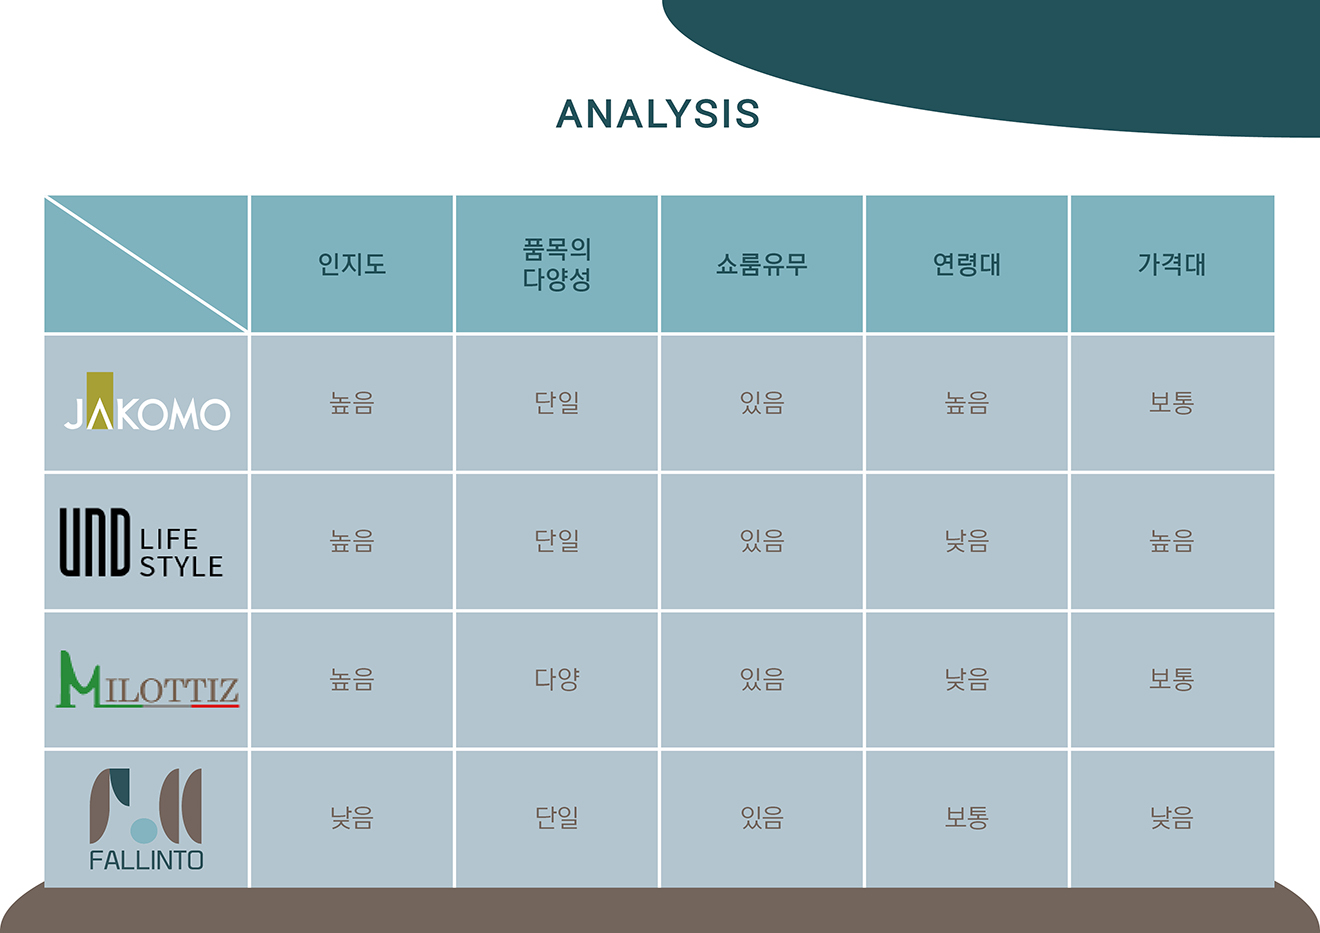 ANALYSIS
인지도
품목의
다양성
쇼룸유무
연령대
가격대
JAKOMO
높음
단일
있음
높음
보통
UND LIFE
STYLE
높음
단일
있음
낮음
높음
MILOTTIZ
높음
다양
있음
낮음
보통
FALLINTO
낮음
단일
있음
보통
낮음